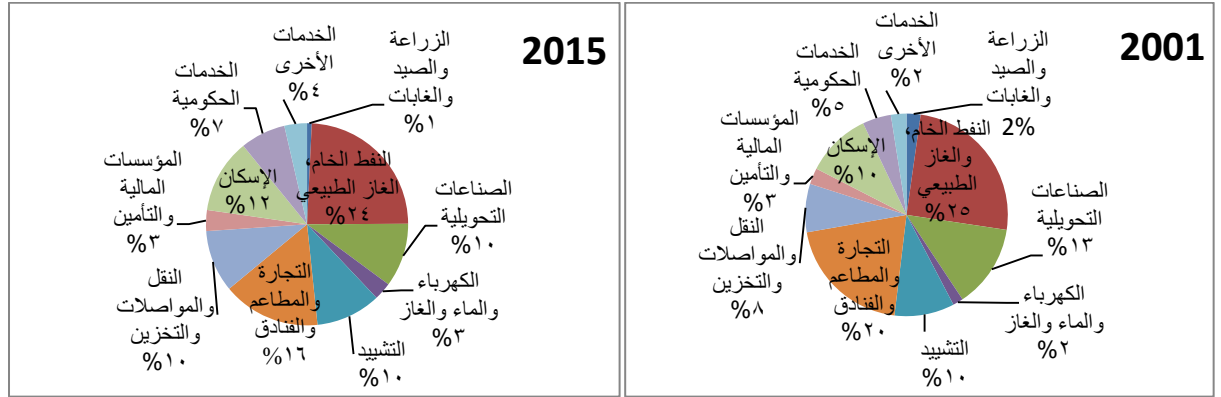 2001
الزراعة
والصيد
والغابات
2%
النفط الخام،
والغاز
الطبيعي
%٢٥
الصناعات
التحويلية
%١٣
الكهرباء
والماء والغاز
%٢
التشييد
%١٠
التجارة
والمطاعم
والفنادق
%٢٠
النقل
والمواصلات
والتخزين
%٨
المؤسسات
المالية
والتأمين
%٣
الإسكان
%١٠
الخدمات
الحكومية
%٥
الخدمات
الأخرى
%٢
2015
الزراعة
والصيد
والغابات
%١
النفط الخام،
الغاز الطبيعي
%٢٤
الصناعات
التحويلية
%١٠
الكهرباء
والماء والغاز
%٣
التشييد
%١٠
التجارة
والمطاعم
والفنادق
%١٦
النقل
والمواصلات
والتخزين
%١٠
المؤسسات
المالية
والتأمين
%٣
الإسكان
%١٢
الخدمات
الحكومية
%٧
الخدمات
الأخرى
%٤